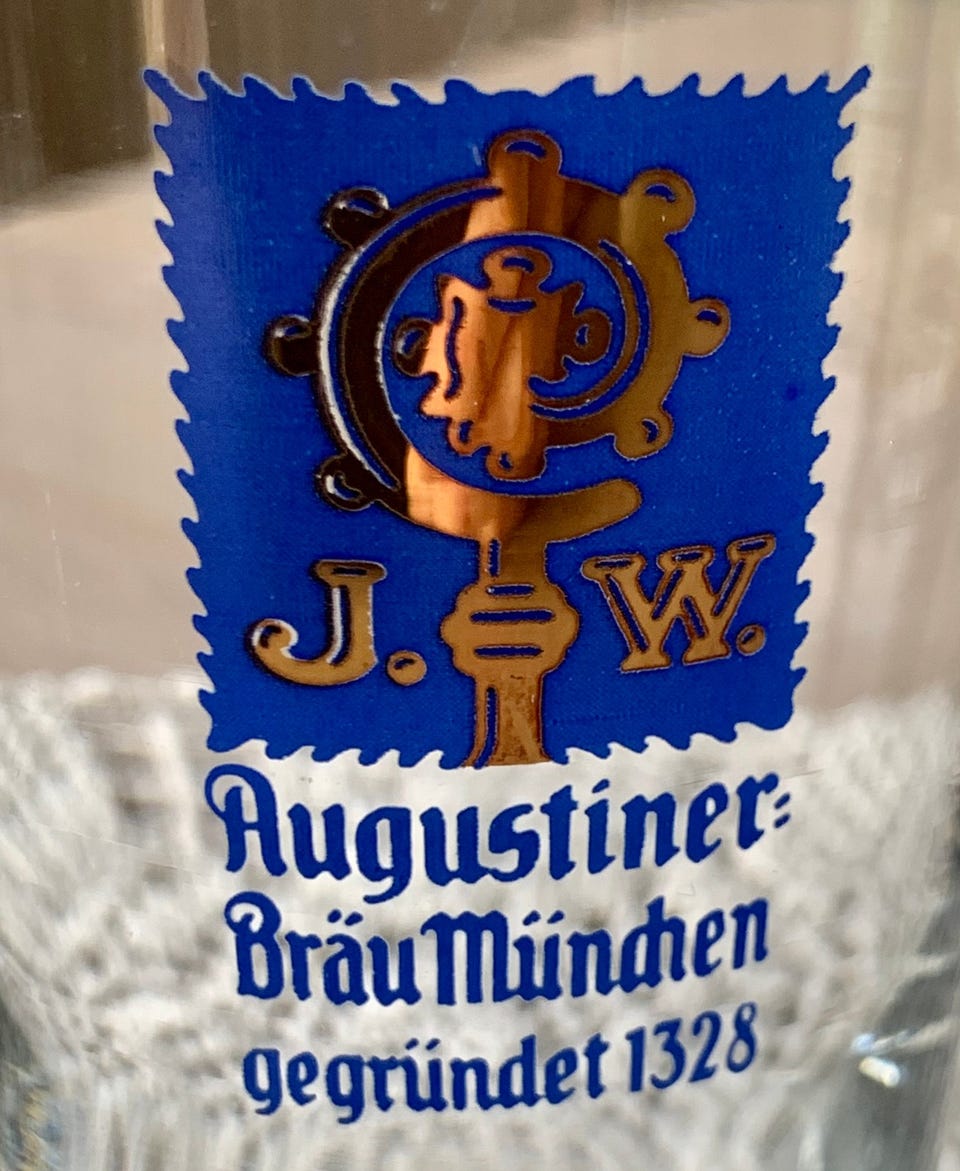 J. W.
Augustiner=
Bräu München
gegründet 1328